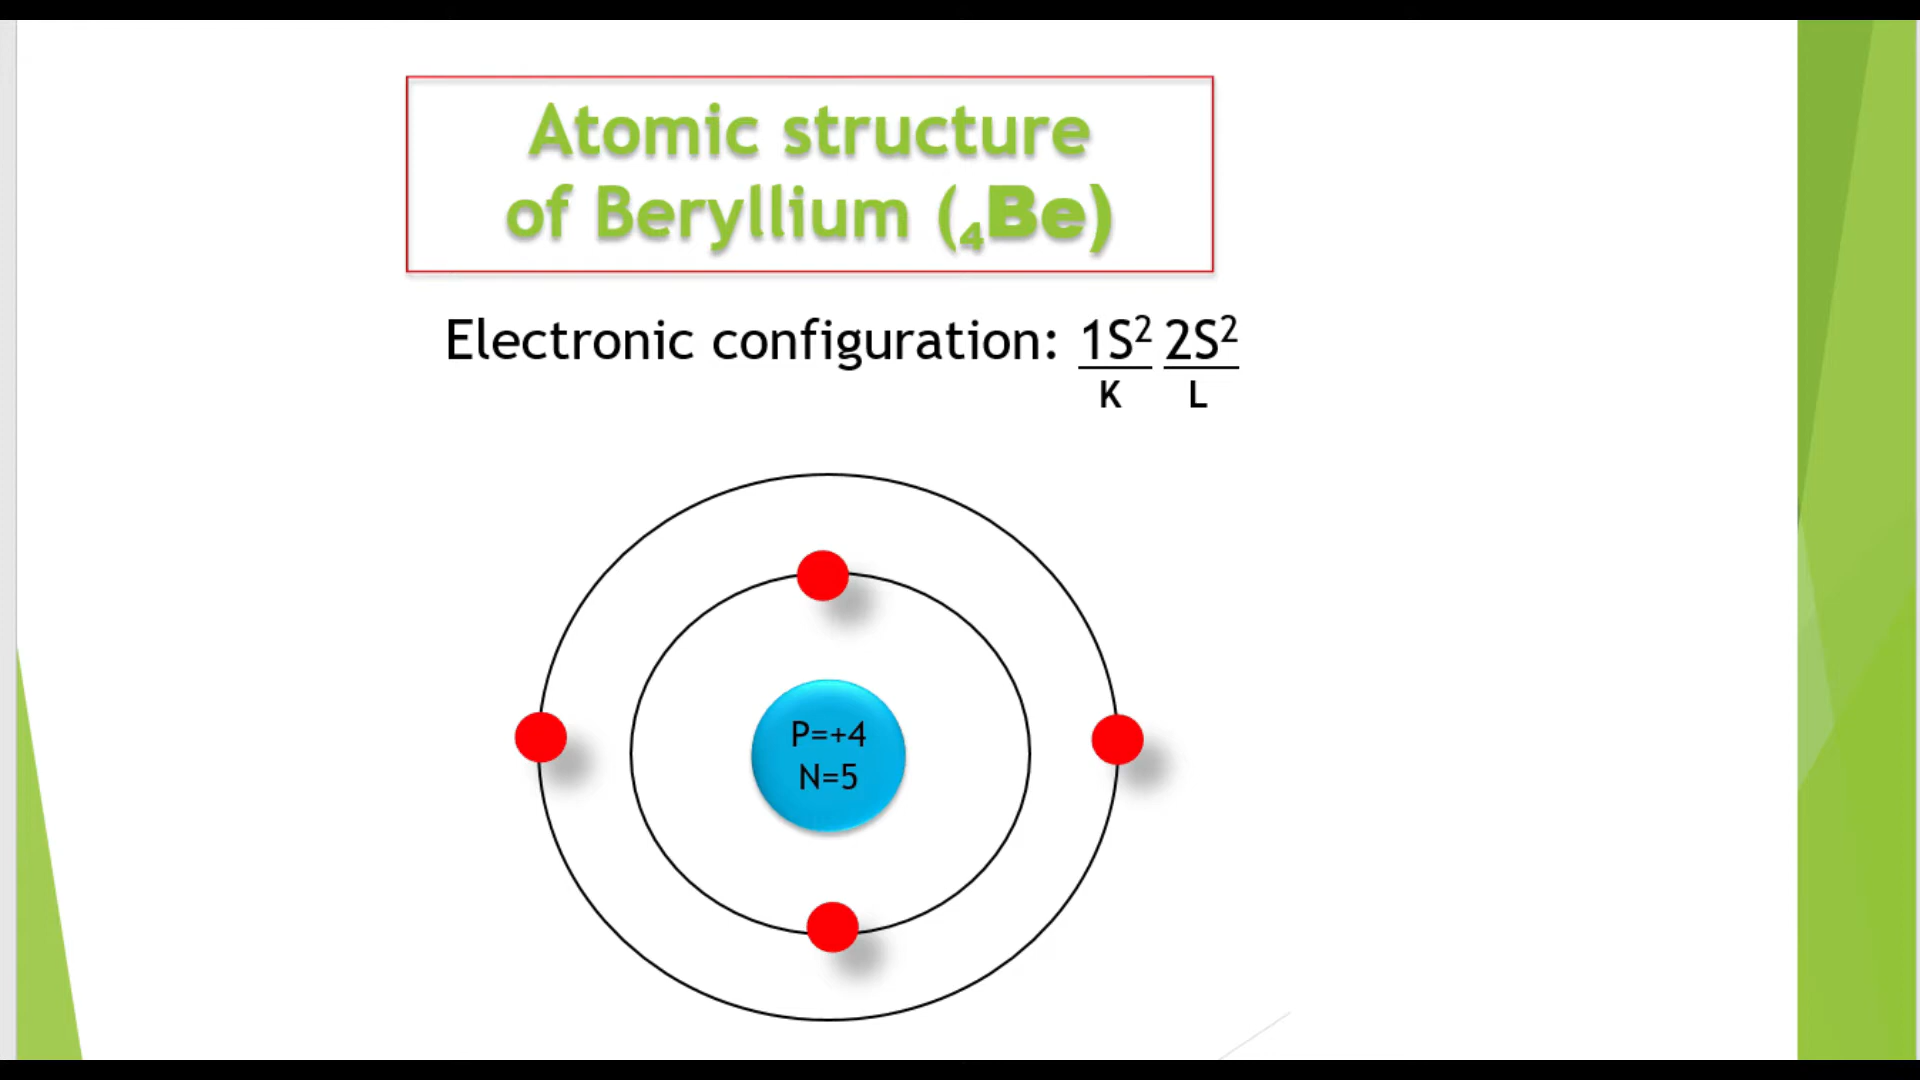 Atomic structure
of Beryllium (₄Be)
Electronic configuration: 1S² 2S²
K L
P=+4
N=5